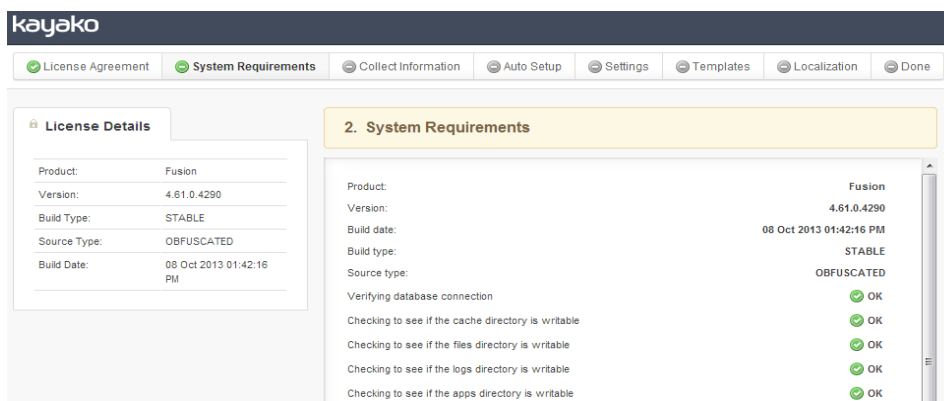 kayako
License Agreement System Requirements Collect Information Auto Setup Settings Templates Localization Done
License Details
Product: Fusion
Version: 4.61.0.4290
Build Type: STABLE
Source Type: OBFUSCATED
Build Date: 08 Oct 2013 01:42:16
PM
2. System Requirements
Product: Fusion
Version: 4.61.0.4290
Build date: 08 Oct 2013 01:42:16 PM
Build type: STABLE
Source type: OBFUSCATED
Verifying database connection OK
Checking to see if the cache directory is writable OK
Checking to see if the files directory is writable OK
Checking to see if the logs directory is writable OK
Checking to see if the apps directory is writable OK